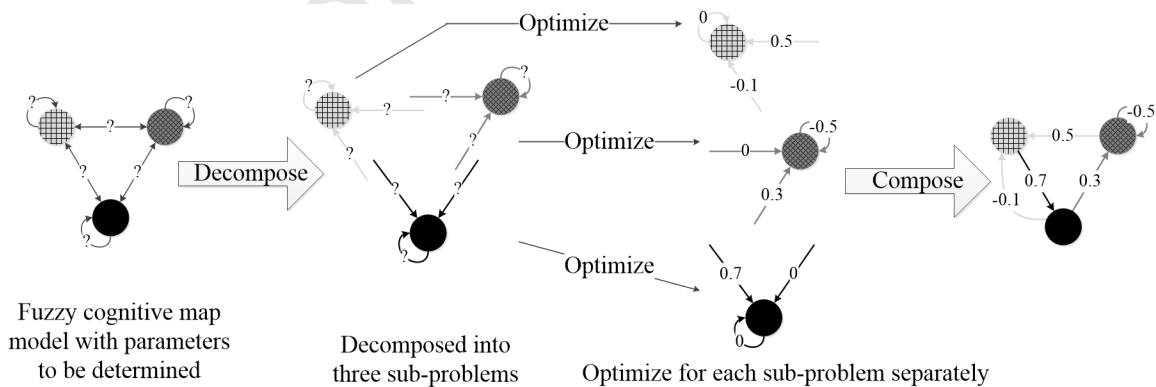 Optimize
0
0.5
-0.1
?
?
?
?
?
?
Decompose
?
?
?
?
?
?
?
?
?
Optimize
-0.5
0
0.3
Compose
-0.5
0.5
0.7
0.3
-0.1
Optimize
0.7
0
0
Fuzzy cognitive map
model with parameters
to be determined
Decomposed into
three sub-problems
Optimize for each sub-problem separately